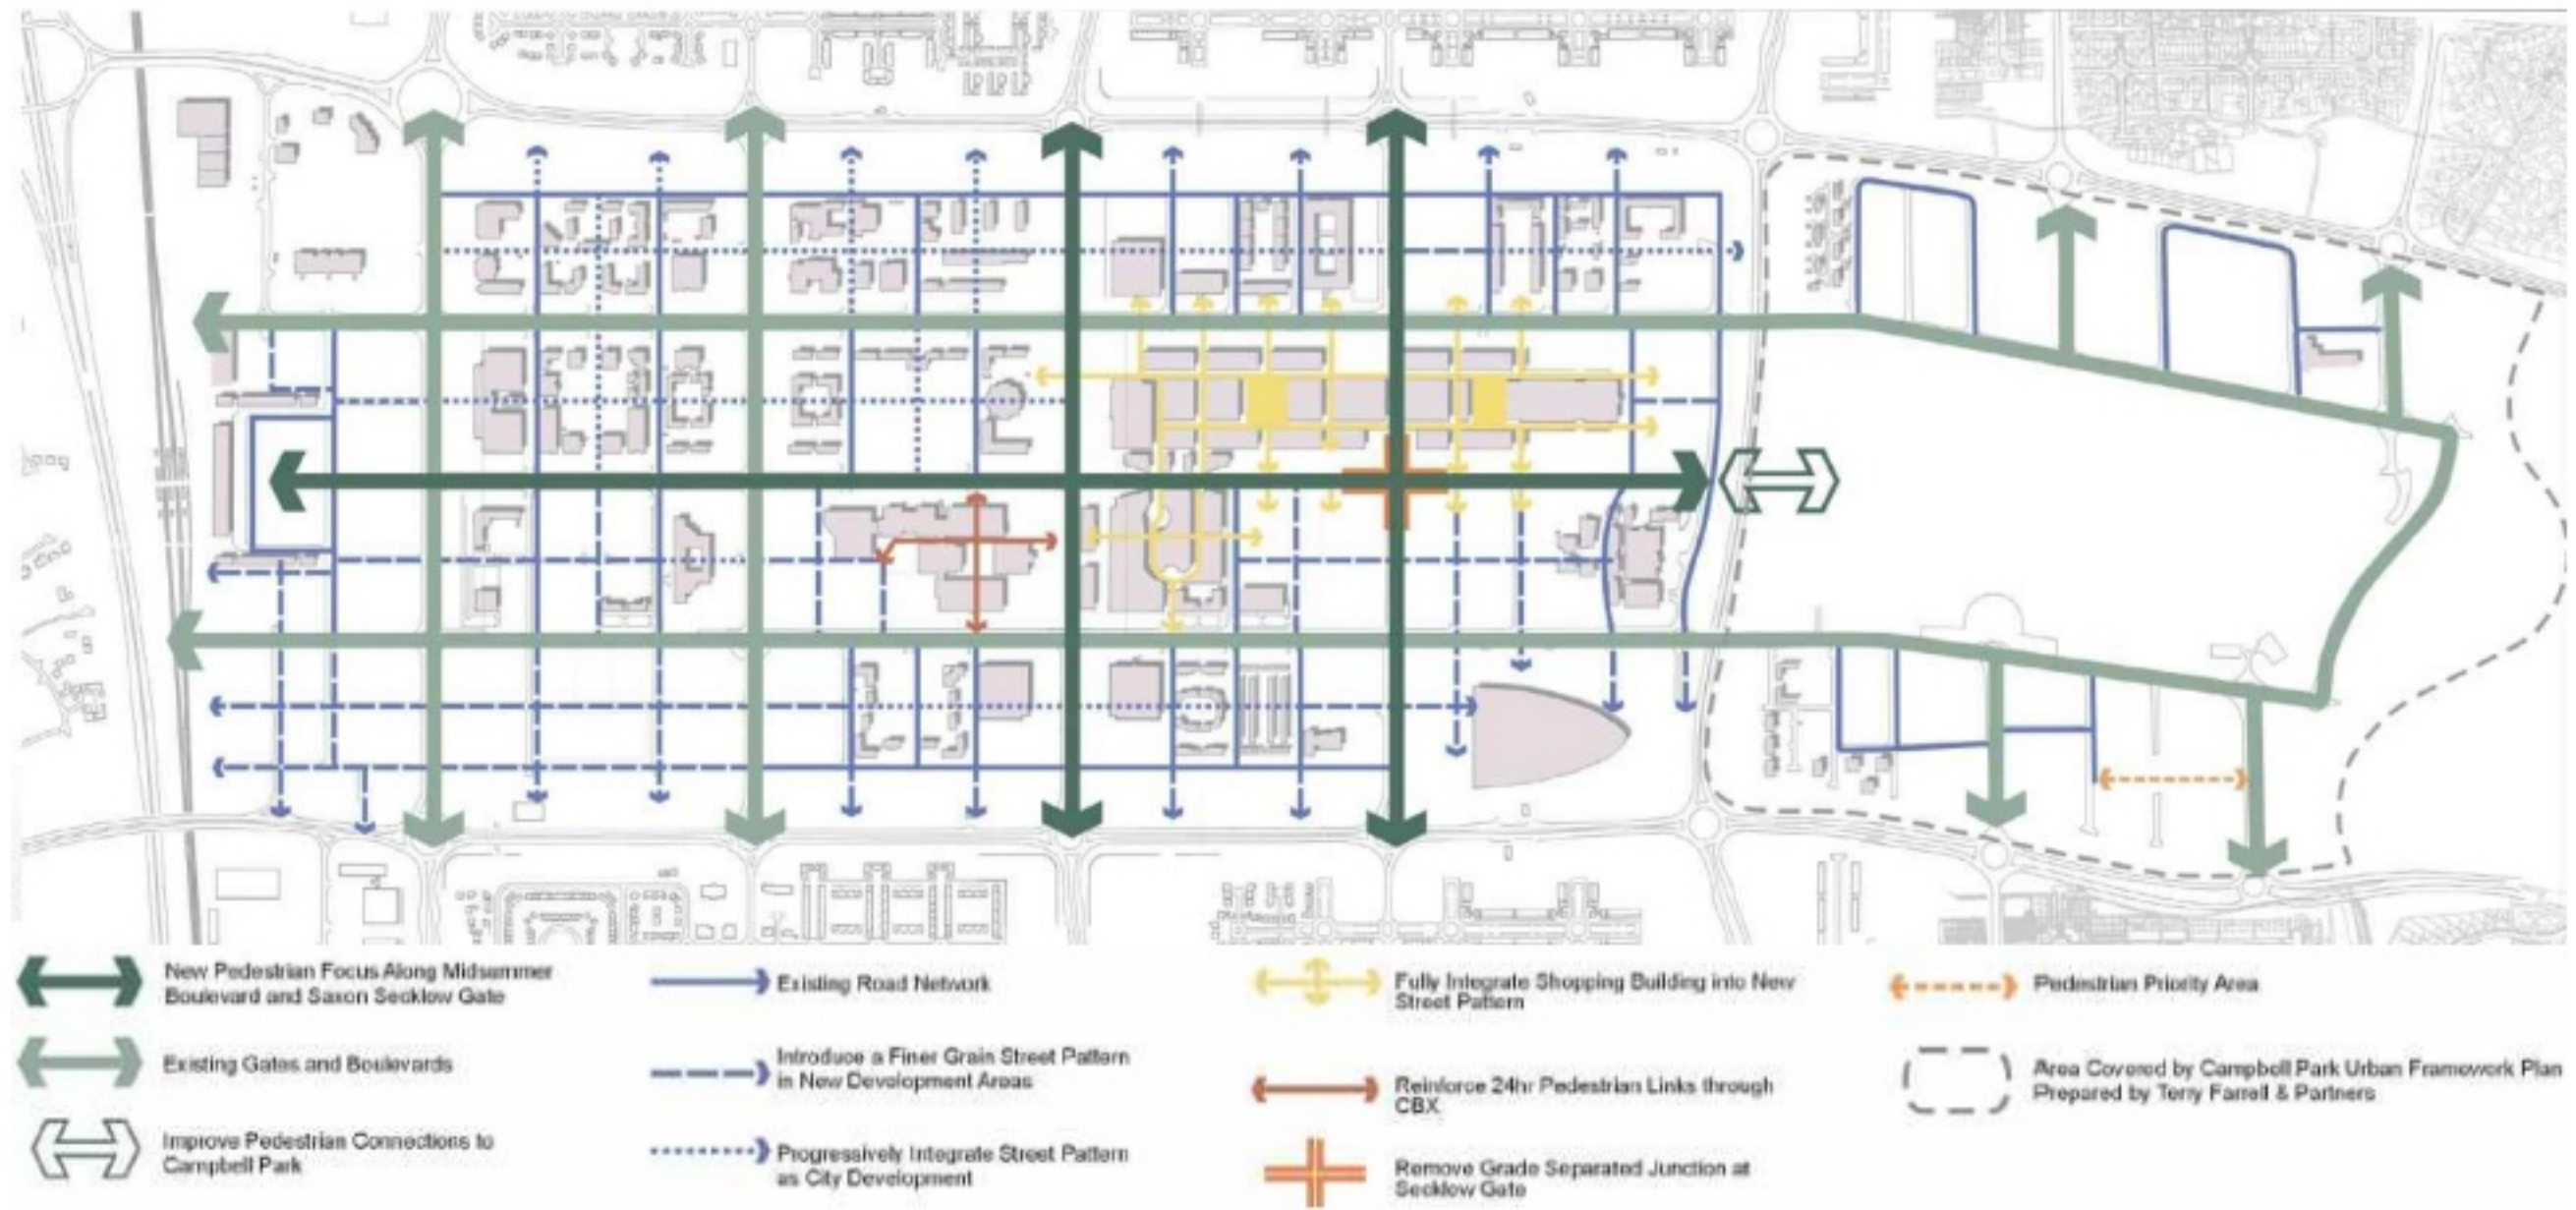 New Pedestrian Focus Along Midsummer
Boulevard and Saxon Secklow Gate
Existing Gates and Boulevards
Improve Pedestrian Connections to
Campbell Park
Existing Road Network
Introduce a Finer Grain Street Pattern
in New Development Areas
Progressively Integrate Street Pattern
as City Development
Fully Integrate Shopping Building into New
Street Pattern
Reinforce 24hr Pedestrian Links through
CBX
Remove Grade Separated Junction at
Secklow Gate
Pedestrian Priority Area
Area Covered by Campbell Park Urban Framework Plan
Prepared by Terry Farrell & Partners